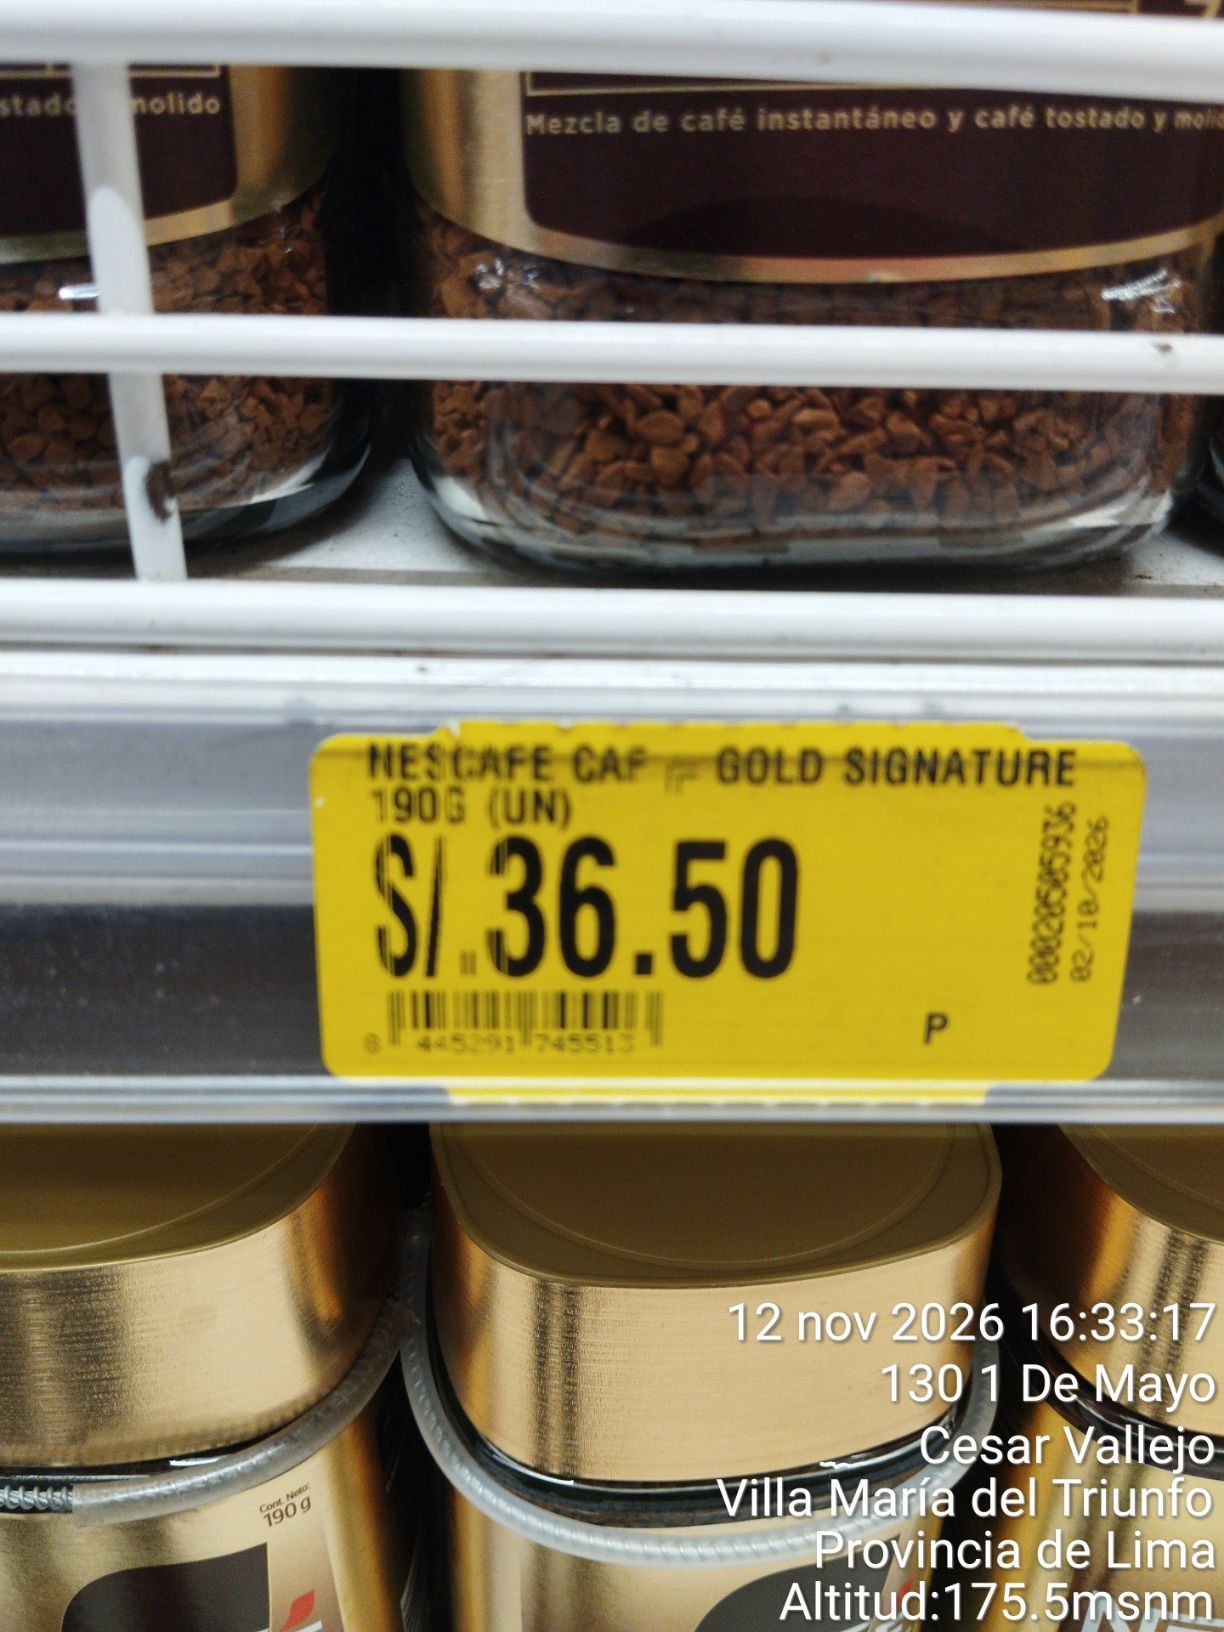 molido
Mezcla de café instantáneo y café tostado y
NESCAFE CAF GOLD SIGNATURE
190G (UN)
S/.36.50
0000205059936
02/10/2026
8 445291 745513
P
Cont. Neto:
190 g
12 nov 2026 16:33:17
130 1 De Mayo
Cesar Vallejo
Villa María del Triunfo
Provincia de Lima
Altitud:175.5msnm